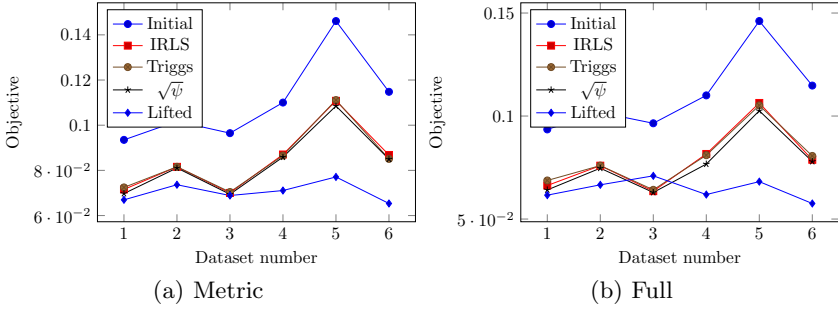 Initial
IRLS
Triggs
√ψ
Lifted
0.14
0.12
0.1
8 · 10⁻²
6 · 10⁻²
Objective
1 2 3 4 5 6
Dataset number
(a) Metric
Initial
IRLS
Triggs
√ψ
Lifted
0.15
0.1
5 · 10⁻²
Objective
1 2 3 4 5 6
Dataset number
(b) Full